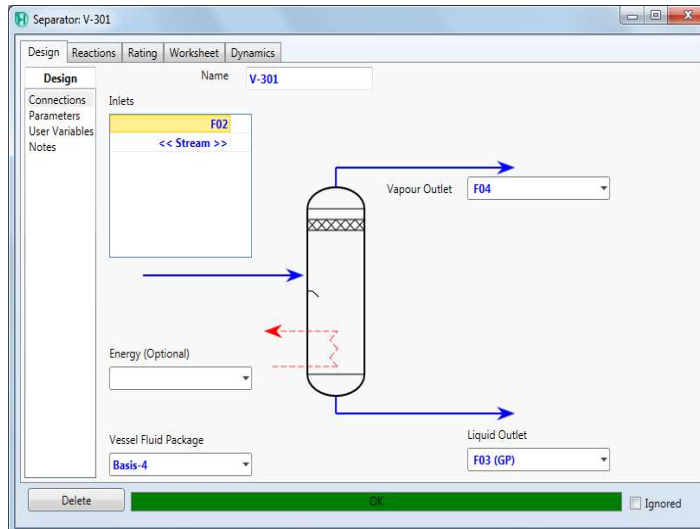 Separator: V-301
Design Reactions Rating Worksheet Dynamics
Design
Connections
Parameters
User Variables
Notes
Name V-301
Inlets
F02
<< Stream >>
Vapour Outlet F04
Energy (Optional)
Vessel Fluid Package
Basis-4
Liquid Outlet
F03 (GP)
Delete OK Ignored